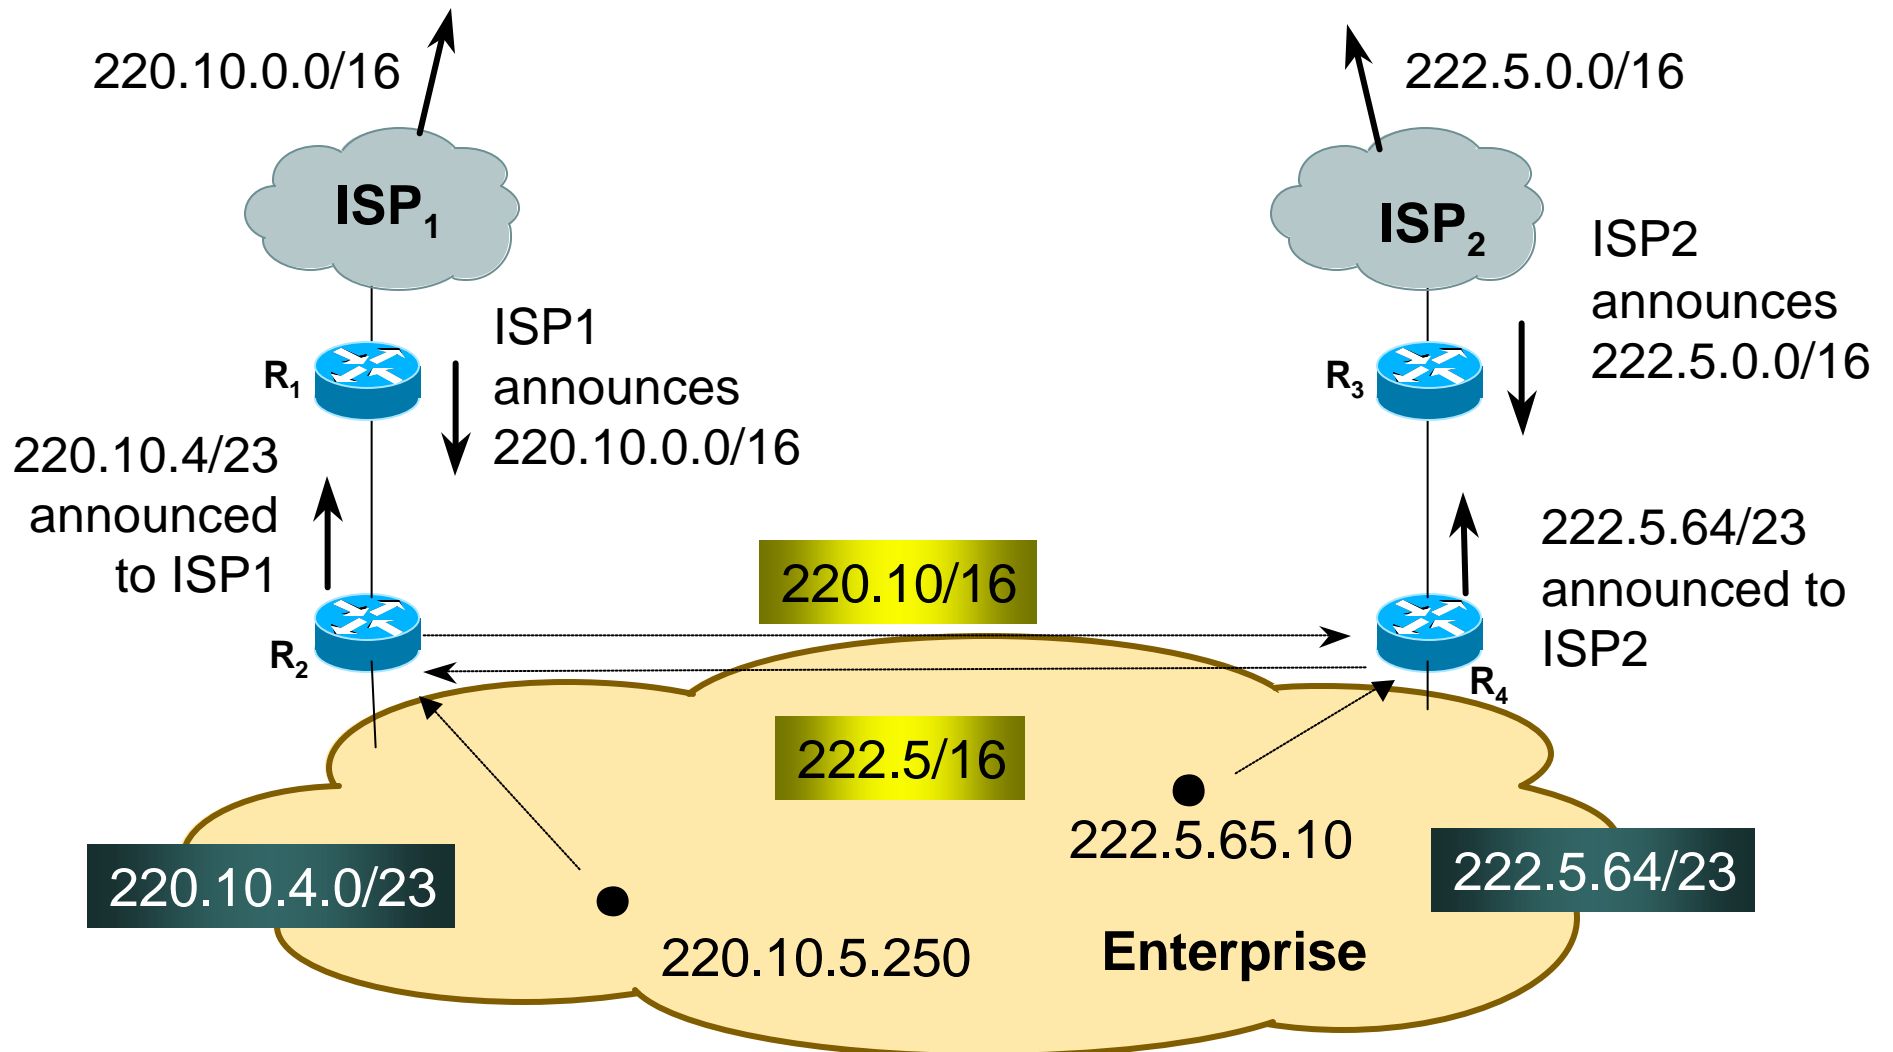 220.10.0.0/16
222.5.0.0/16
ISP1
ISP2
ISP2
announces
222.5.0.0/16
ISP1
announces
220.10.0.0/16
R1
R3
220.10.4/23
announced
to ISP1
222.5.64/23
announced to
ISP2
220.10/16
R2
R4
222.5/16
222.5.65.10
220.10.4.0/23
222.5.64/23
220.10.5.250
Enterprise